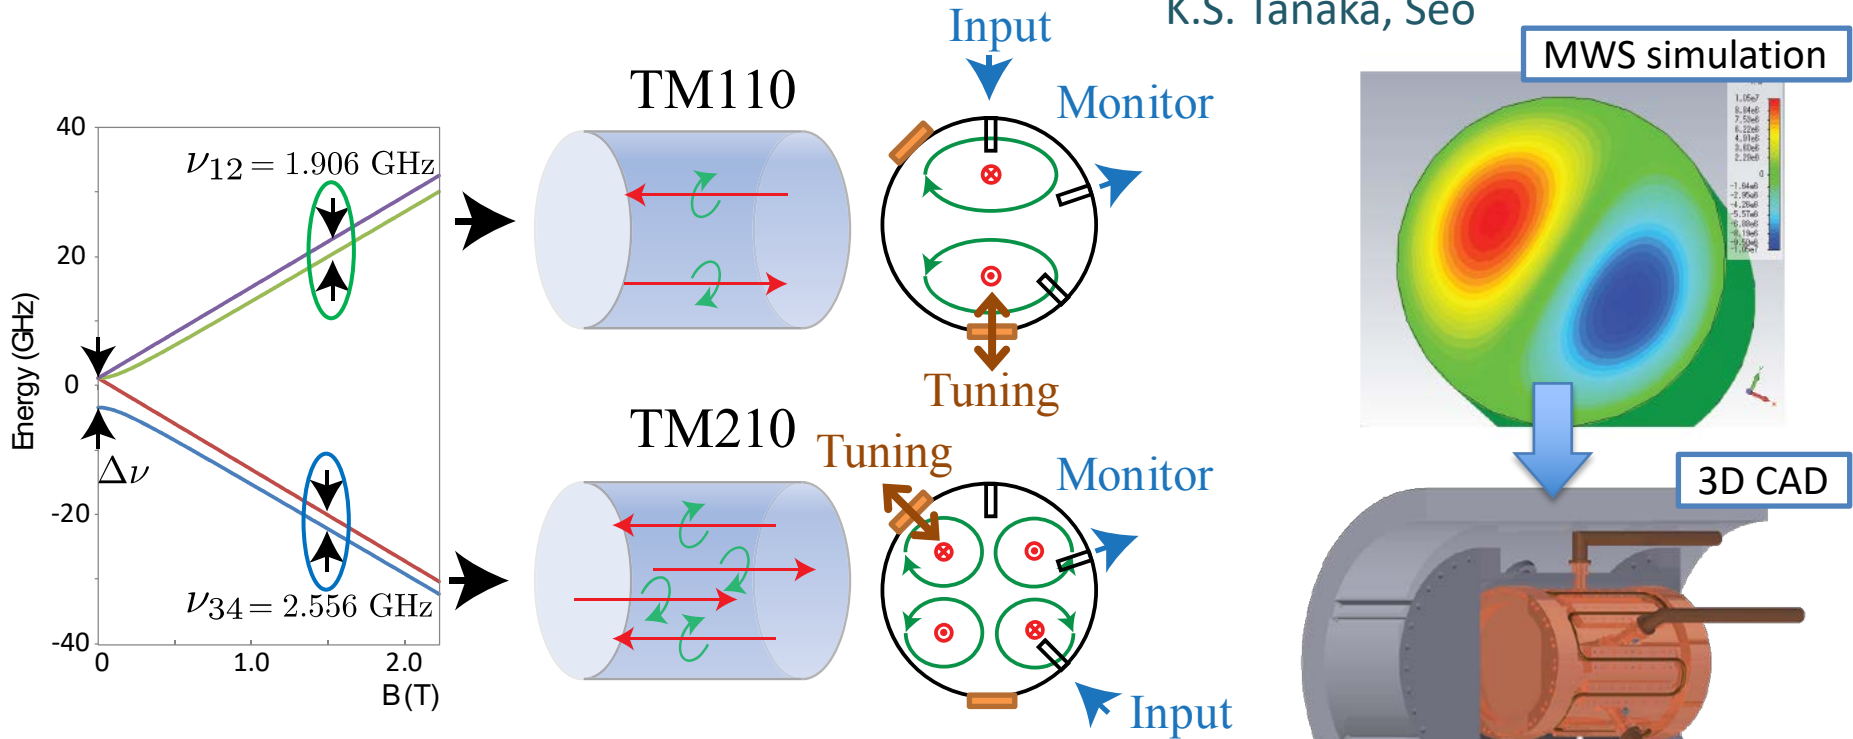 K.S. Tanaka, Seo
MWS simulation
Input
Monitor
TM110
40
ν12 = 1.906 GHz
20
0
-20
-40
Energy (GHz)
Δν
ν34 = 2.556 GHz
0
1.0
2.0
B (T)
Tuning
TM210
Tuning
Monitor
Input
3D CAD